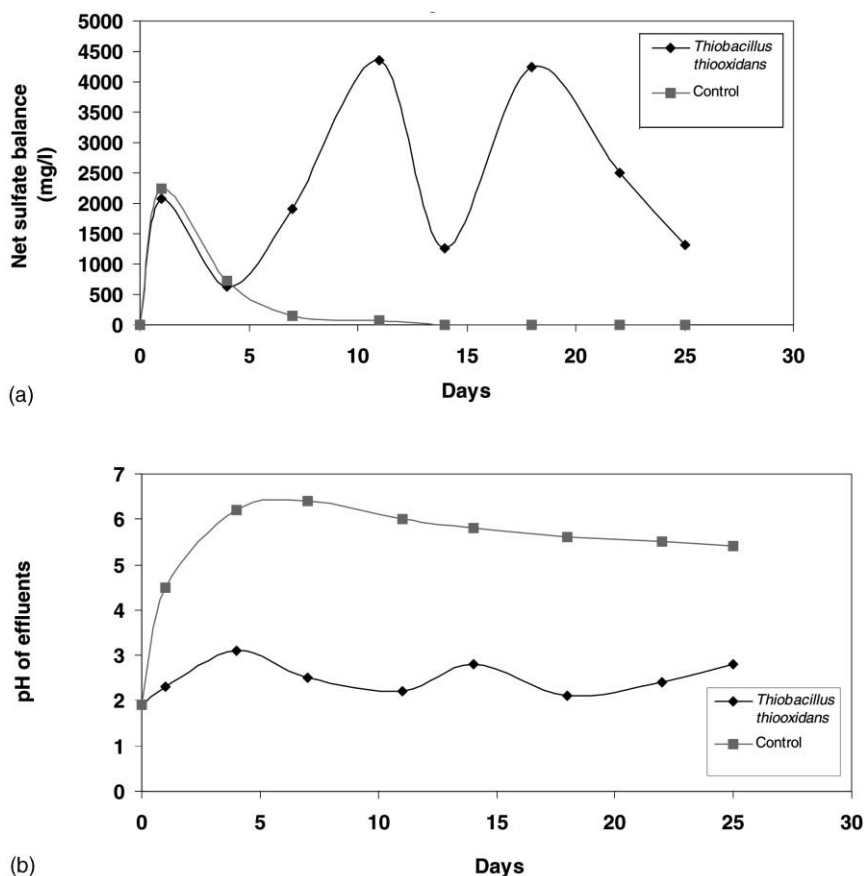 5000
4500
4000
3500
3000
2500
2000
1500
1000
500
0
Net sulfate balance
(mg/l)
0 5 10 15 20 25 30
Days
Thiobacillus
thiooxidans
Control
(a)
7
6
5
4
3
2
1
0
pH of effluents
0 5 10 15 20 25 30
Days
Thiobacillus
thiooxidans
Control
(b)